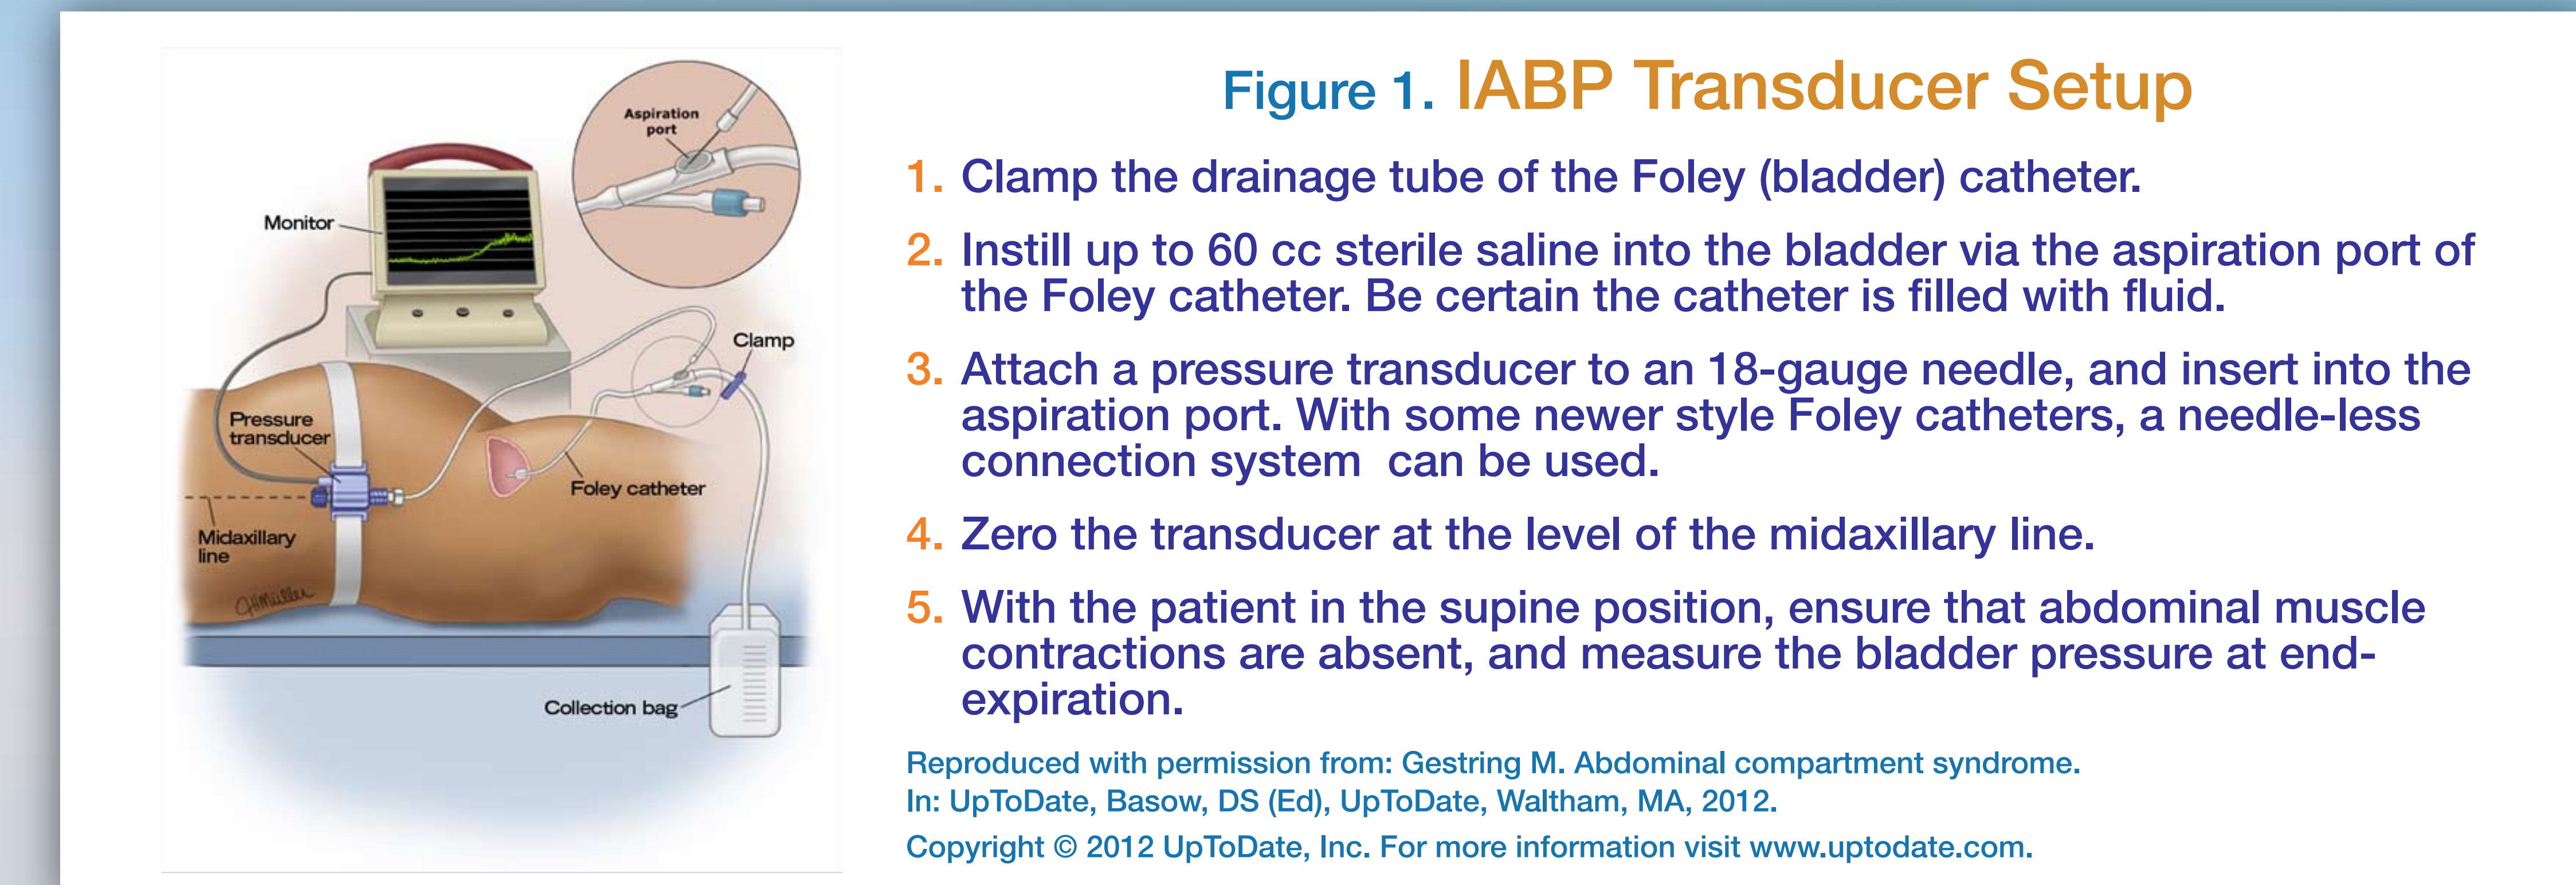 Aspiration
port
Monitor
Clamp
Pressure
transducer
Foley catheter
Midaxillary
line
Collection bag
Figure 1. IABP Transducer Setup
1. Clamp the drainage tube of the Foley (bladder) catheter.
2. Instill up to 60 cc sterile saline into the bladder via the aspiration port of
the Foley catheter. Be certain the catheter is filled with fluid.
3. Attach a pressure transducer to an 18-gauge needle, and insert into the
aspiration port. With some newer style Foley catheters, a needle-less
connection system can be used.
4. Zero the transducer at the level of the midaxillary line.
5. With the patient in the supine position, ensure that abdominal muscle
contractions are absent, and measure the bladder pressure at end-
expiration.
Reproduced with permission from: Gestring M. Abdominal compartment syndrome.
In: UpToDate, Basow, DS (Ed), UpToDate, Waltham, MA, 2012.
Copyright © 2012 UpToDate, Inc. For more information visit www.uptodate.com.